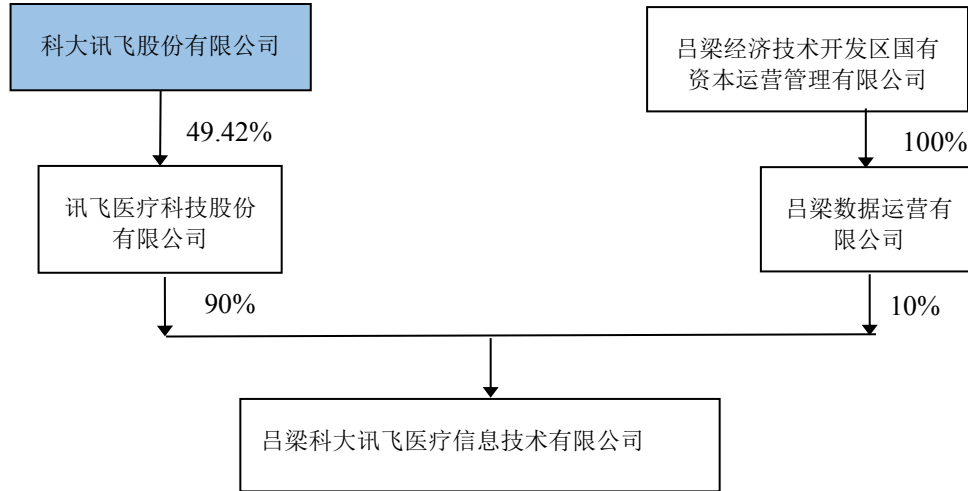 科大讯飞股份有限公司
吕梁经济技术开发区国有
资本运营管理有限公司
49.42%
100%
讯飞医疗科技股份
有限公司
吕梁数据运营有
限公司
90%
10%
吕梁科大讯飞医疗信息技术有限公司